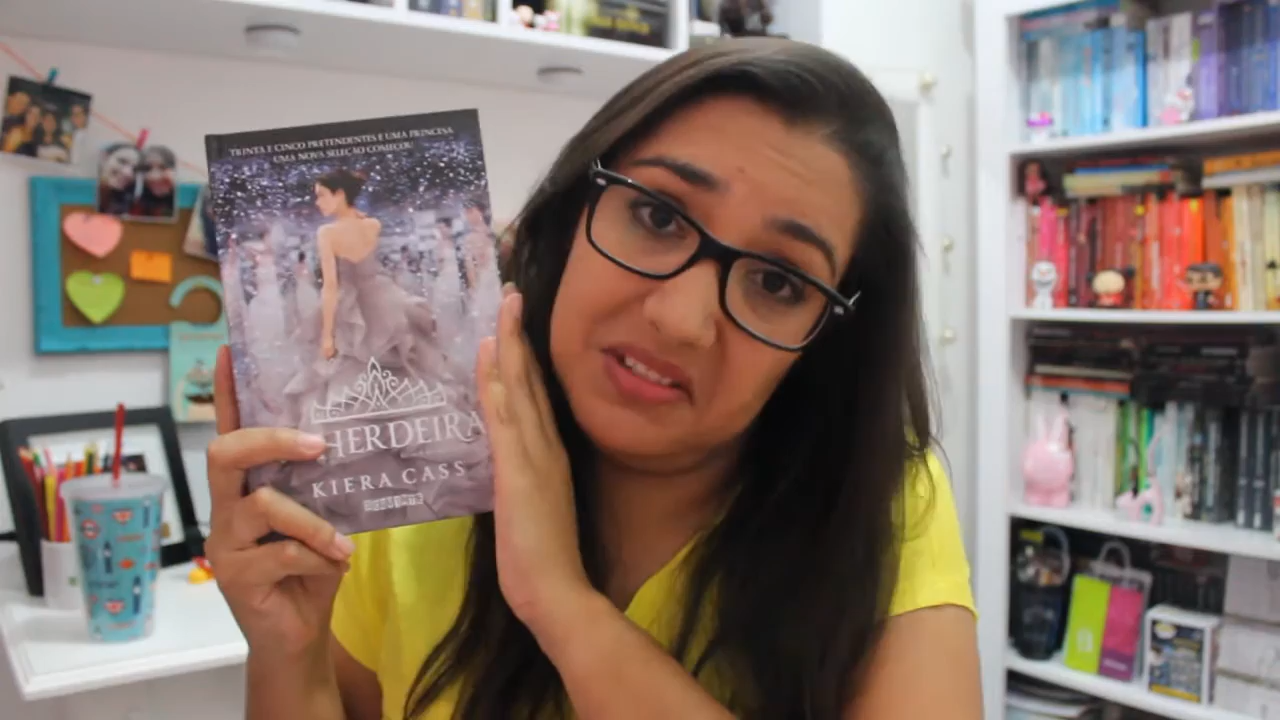 TRINTA E CINCO PRETENDENTES E UMA PRINCESA.
UMA NOVA SELEÇÃO COMEÇOU.
HERDEIRA
KIERA CASS